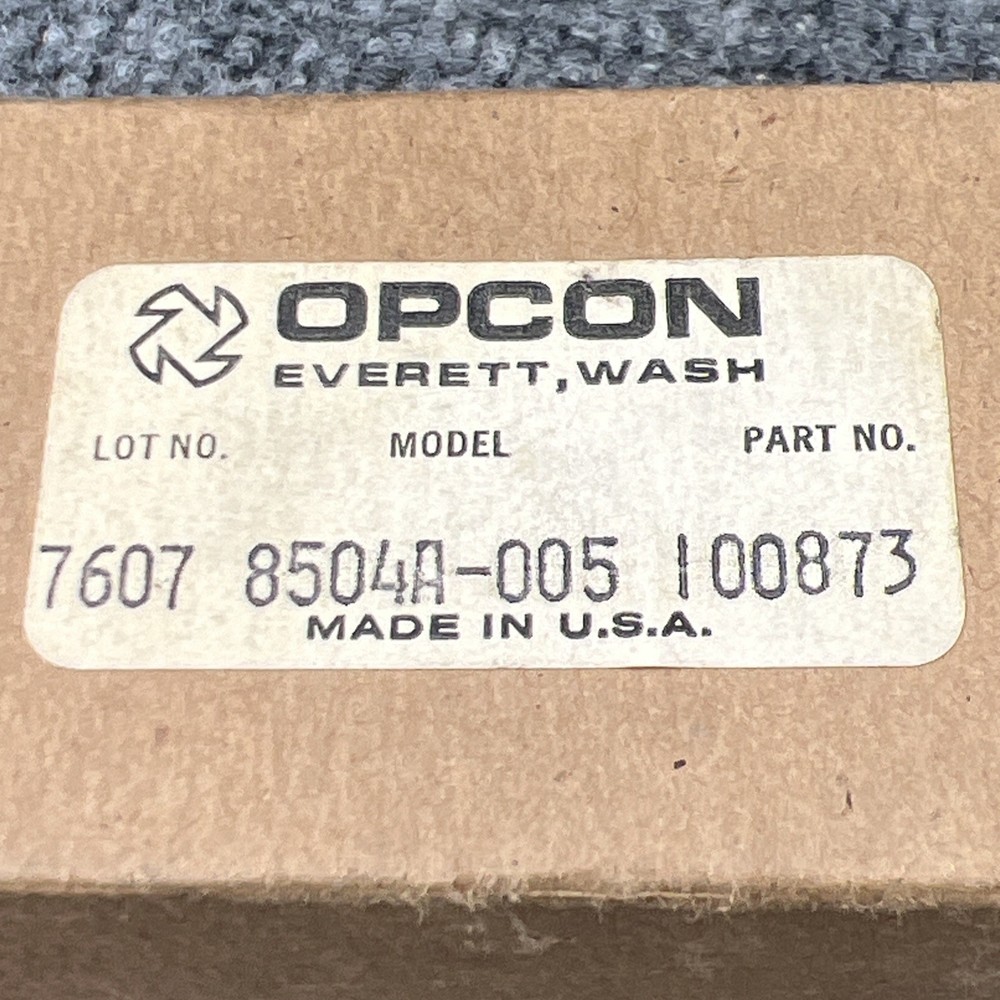 OPCON
EVERETT, WASH
LOT NO. MODEL PART NO.
7607 8504A-005 100873
MADE IN U.S.A.